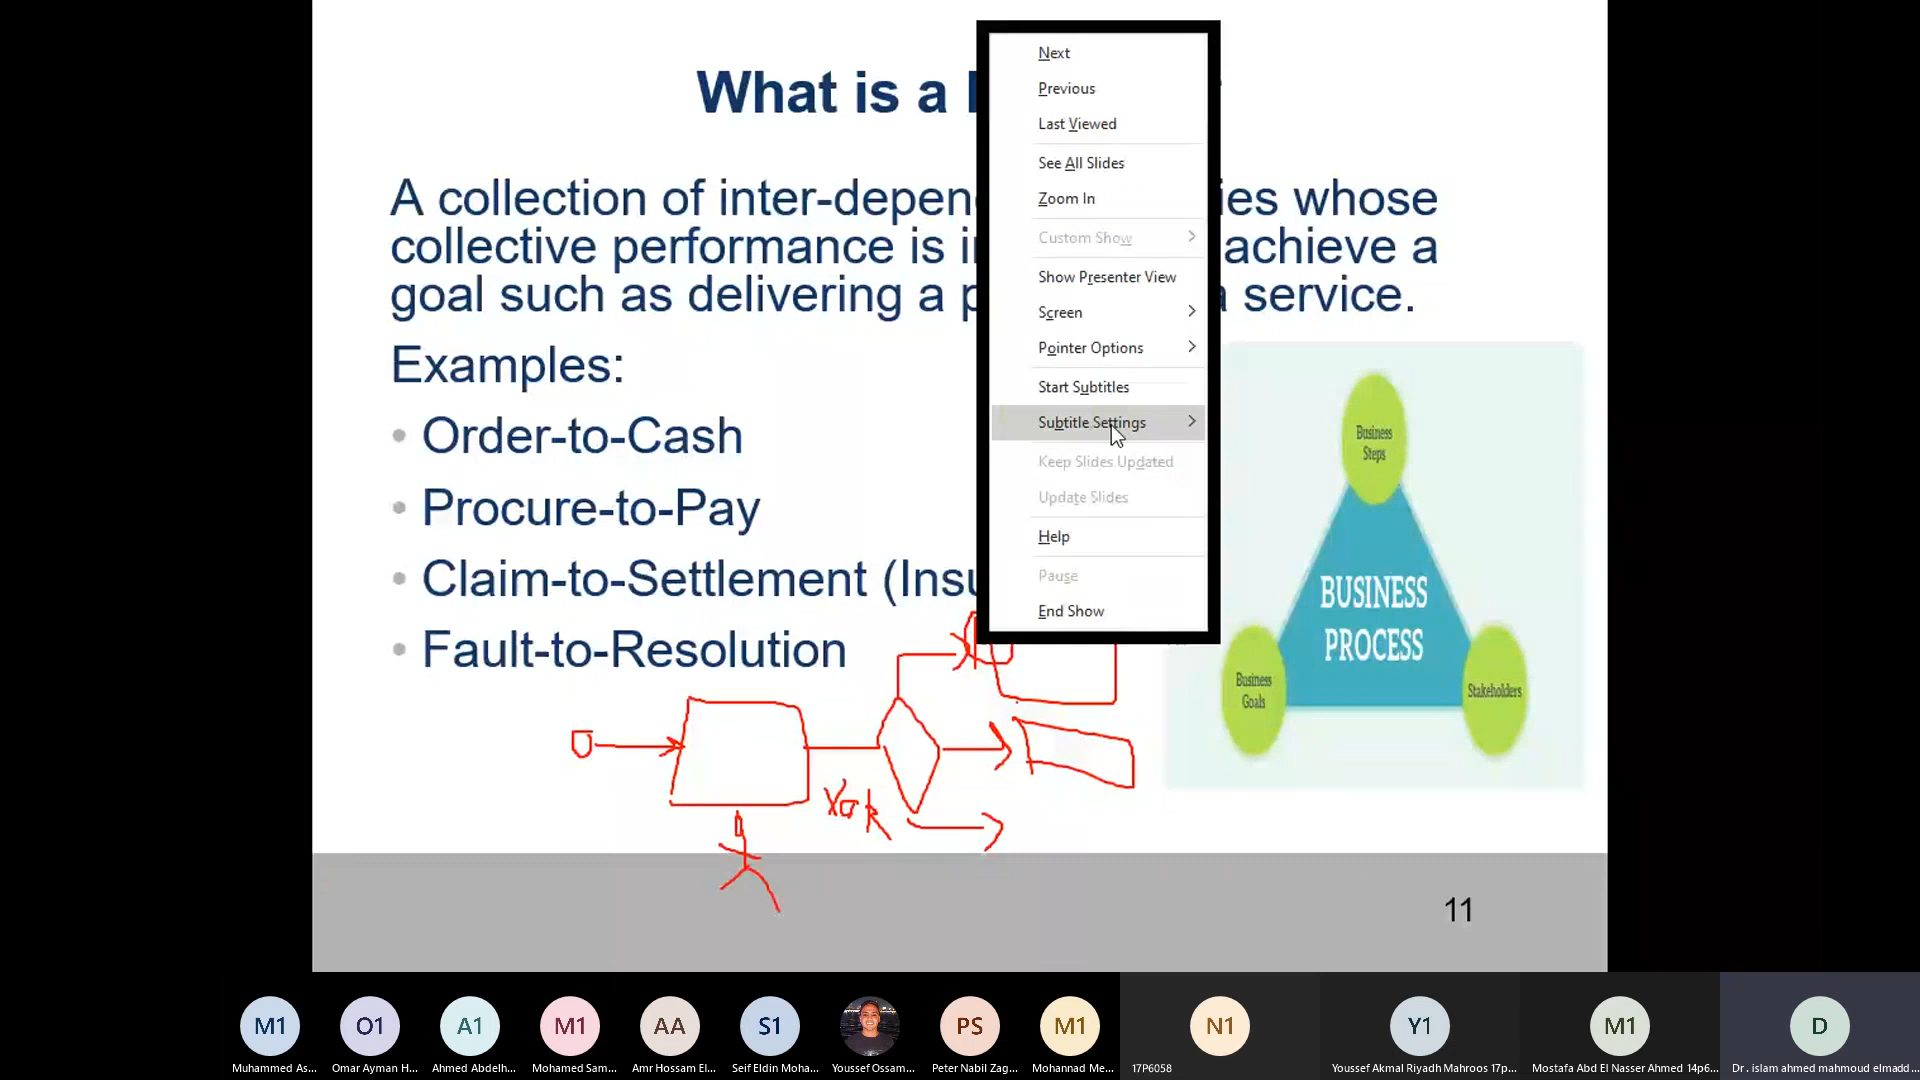 What is a
A collection of inter-depen ies whose
collective performance is i achieve a
goal such as delivering a service.
Examples:
• Order-to-Cash
• Procure-to-Pay
• Claim-to-Settlement (Insu
• Fault-to-Resolution
Next
Previous
Last Viewed
See All Slides
Zoom In
Custom Show
Show Presenter View
Screen
Pointer Options
Start Subtitles
Subtitle Settings
Keep Slides Updated
Update Slides
Help
Pause
End Show
Business
Steps
BUSINESS
PROCESS
Business
Goals
Stakeholders
XOR
11
M1
O1
A1
M1
AA
S1
PS
M1
N1
Y1
M1
D
Muhammed As...
Omar Ayman H...
Ahmed Abdelh...
Mohamed Sam...
Amr Hossam El...
Seif Eldin Moha...
Youssef Ossam...
Peter Nabil Zag...
Mohannad Me...
17P6058
Youssef Akmal Riyadh Mahroos 17p...
Mostafa Abd El Nasser Ahmed 14p6...
Dr. islam ahmed mahmoud elmadd...